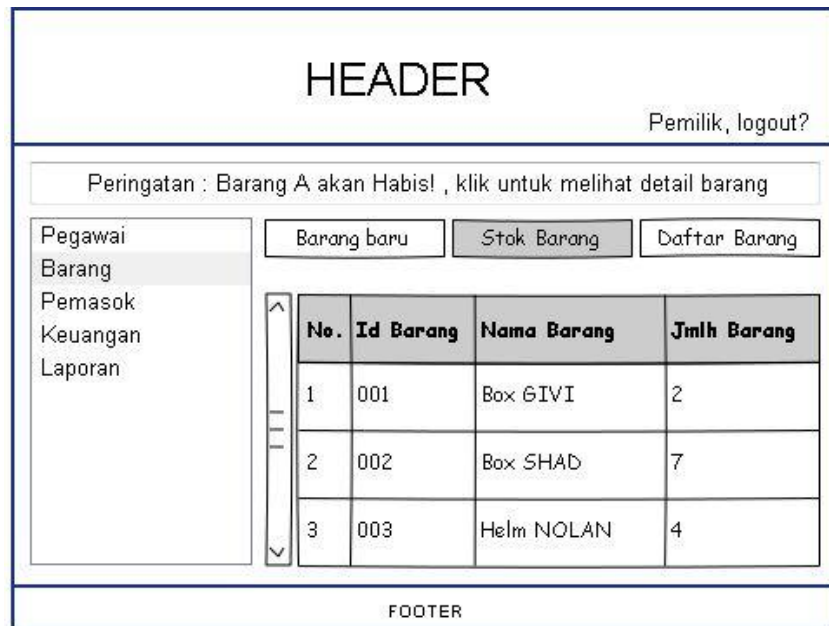 HEADER
Pemilik, logout?
Peringatan : Barang A akan Habis! , klik untuk melihat detail barang
Pegawai
Barang
Pemasok
Keuangan
Laporan
Barang baru Stok Barang Daftar Barang
No. Id Barang Nama Barang Jmlh Barang
1 001 Box GIVI 2
2 002 Box SHAD 7
3 003 Helm NOLAN 4
FOOTER